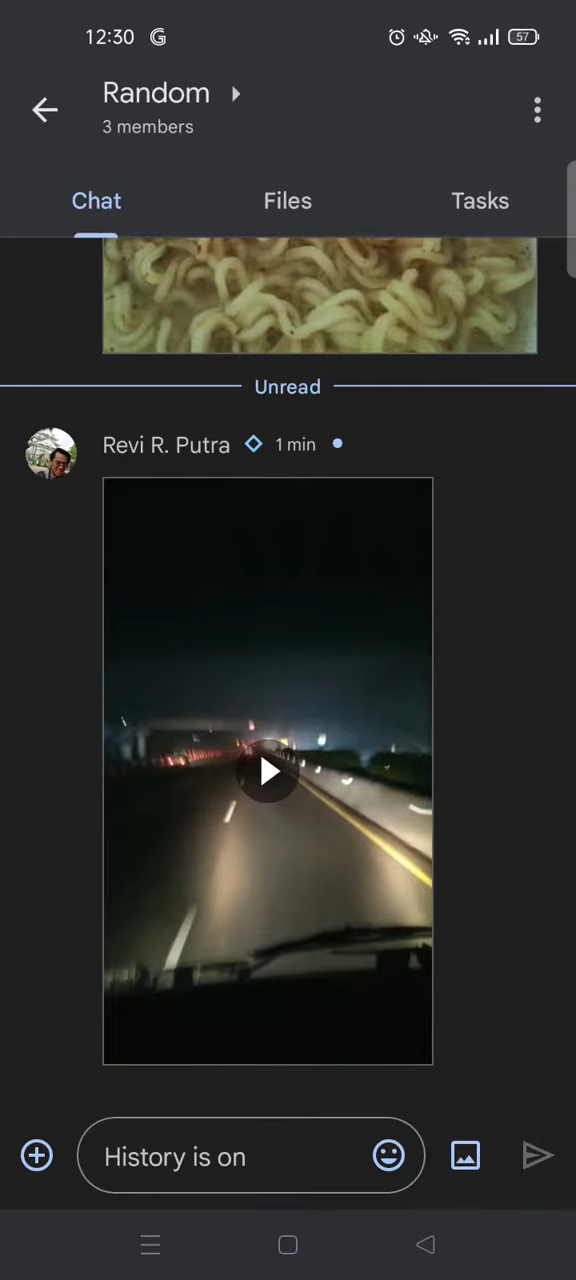 12:30 G
57
Random
3 members
Chat
Files
Tasks
Unread
Revi R. Putra 1 min
History is on